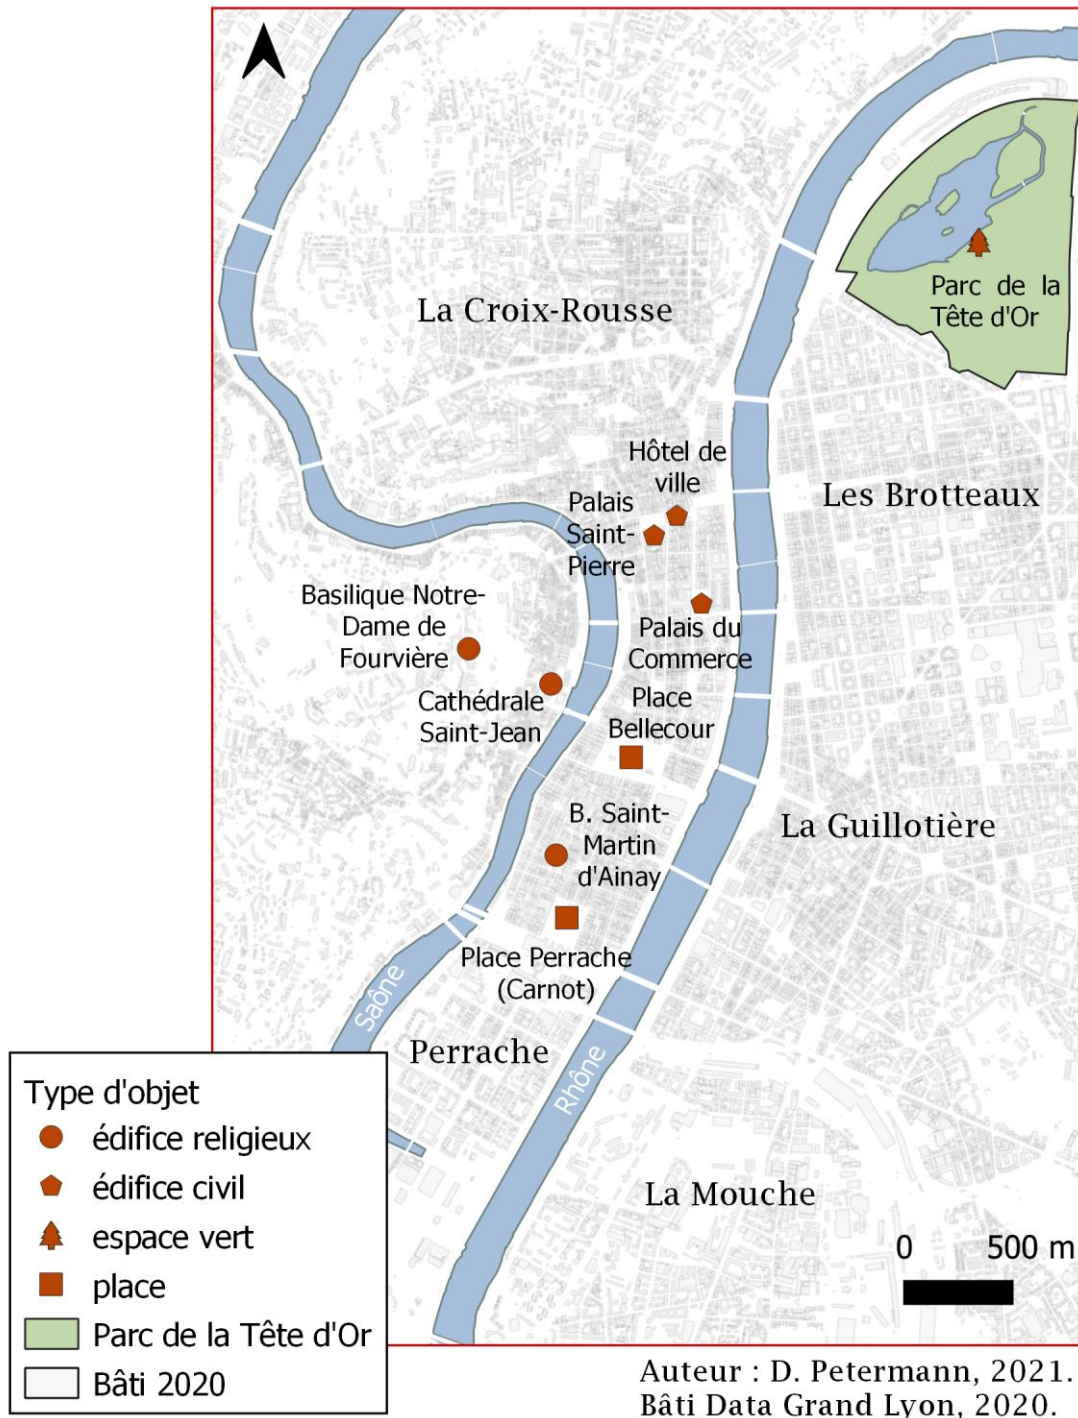 Parc de la
Tête d'Or
La Croix-Rousse
Hôtel de
ville
Les Brotteaux
Palais
Saint-
Pierre
Basilique Notre-
Dame de
Fourvière
Palais du
Commerce
Cathédrale
Saint-Jean
Place
Bellecour
B. Saint-
Martin
d'Ainay
La Guillotière
Place Perrache
(Carnot)
Saône
Perrache
Rhône
La Mouche
0 500 m
Type d'objet
édifice religieux
édifice civil
espace vert
place
Parc de la Tête d'Or
Bâti 2020
Auteur : D. Petermann, 2021.
Bâti Data Grand Lyon, 2020.